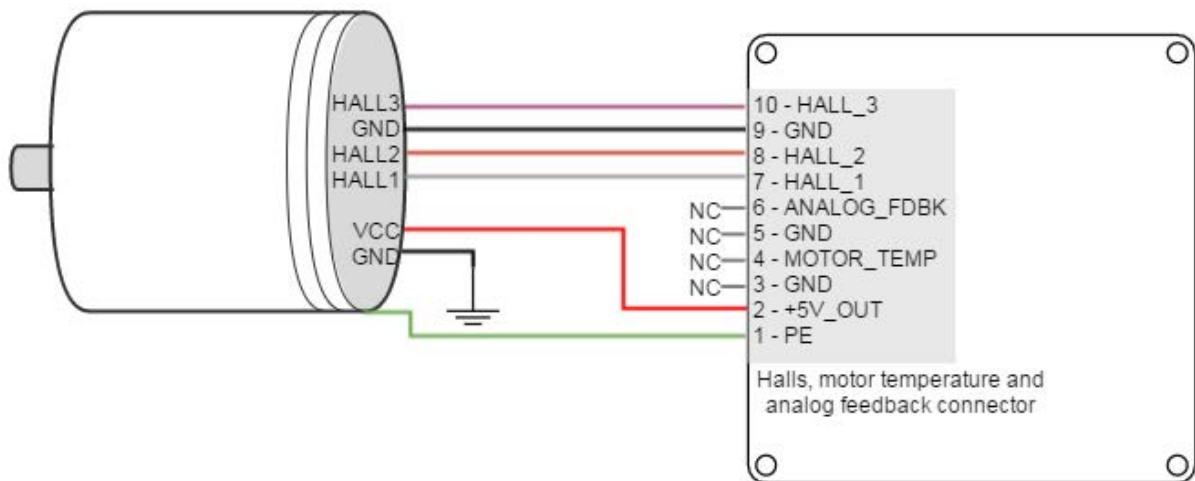 HALL3
GND
HALL2
HALL1
VCC
GND
10 - HALL_3
9 - GND
8 - HALL_2
7 - HALL_1
NC 6 - ANALOG_FDBK
NC 5 - GND
NC 4 - MOTOR_TEMP
NC 3 - GND
2 - +5V_OUT
1 - PE
Halls, motor temperature and
analog feedback connector